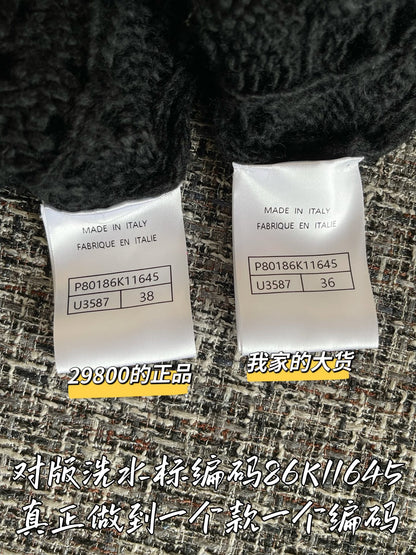 MADE IN ITALY
FABRIQUE EN ITALIE
P80186K11645
U3587 38
29800的正品
MADE IN ITALY
FABRIQUE EN ITALIE
P80186K11645
U3587 36
我家的大货
对版洗水标编码86K11645
真正做到一个款一个编码